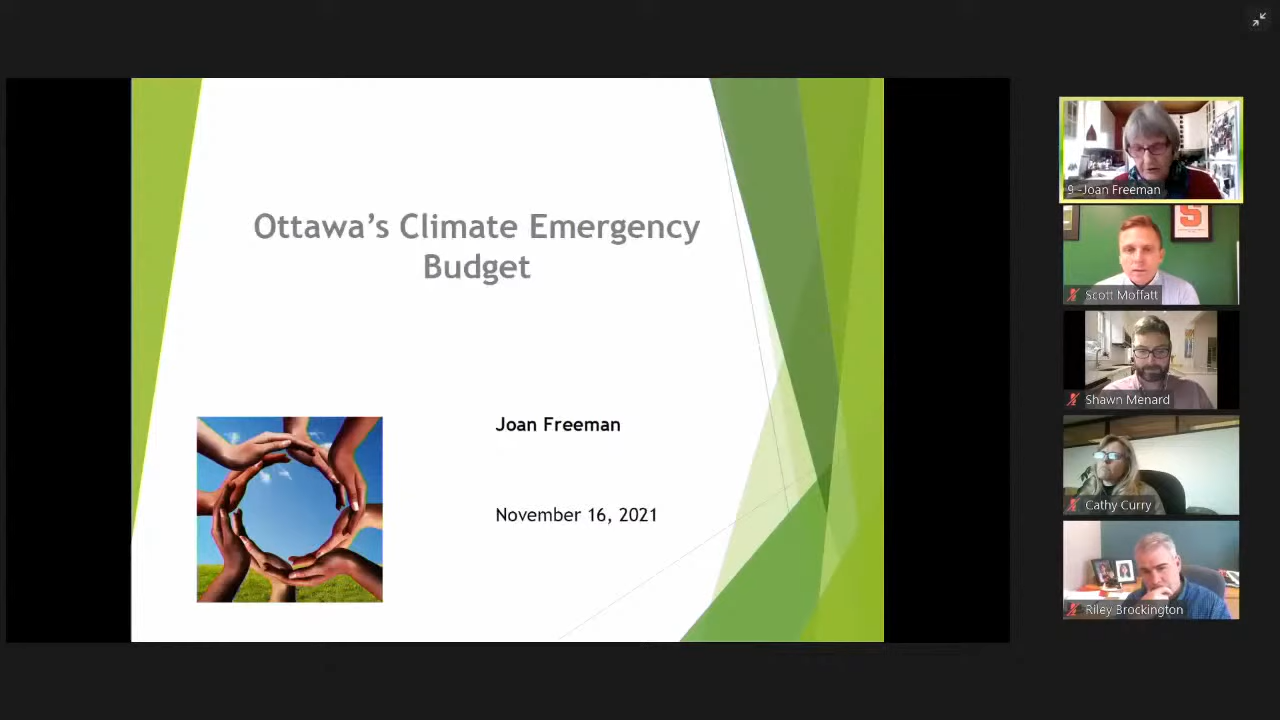 Ottawa's Climate Emergency
Budget
Joan Freeman
November 16, 2021
9 -Joan Freeman
S
Scott Moffatt
Shawn Menard
Cathy Curry
Riley Brockington